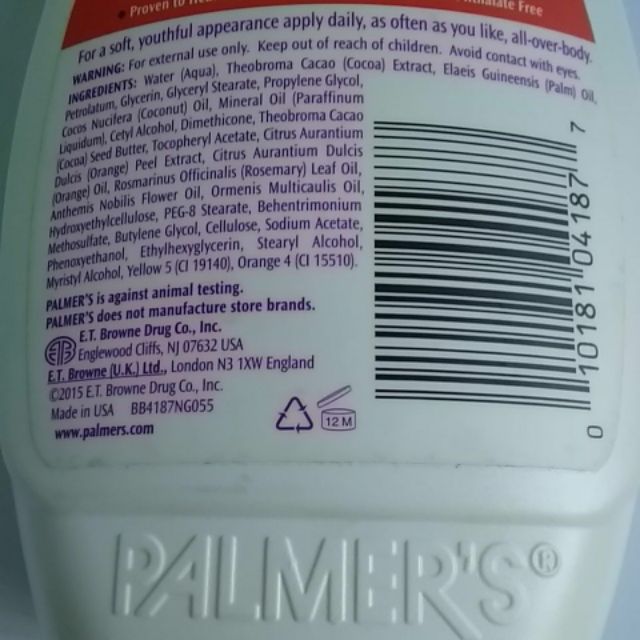 Proven to
Free
For a soft, youthful appearance apply daily, as often as you like, all-over-body.
WARNING: For external use only. Keep out of reach of children. Avoid contact with eyes.
INGREDIENTS: Water (Aqua), Theobroma Cacao (Cocoa) Extract, Elaeis Guineensis (Palm) Oil,
Petrolatum, Glycerin, Glyceryl Stearate, Propylene Glycol,
Cocos Nucifera (Coconut) Oil, Mineral Oil (Paraffinum
Liquidum), Cetyl Alcohol, Dimethicone, Theobroma Cacao
(Cocoa) Seed Butter, Tocopheryl Acetate, Citrus Aurantium
Dulcis (Orange) Peel Extract, Citrus Aurantium Dulcis
(Orange) Oil, Rosmarinus Officinalis (Rosemary) Leaf Oil,
Anthemis Nobilis Flower Oil, Ormenis Multicaulis Oil,
Hydroxyethylcellulose, PEG-8 Stearate, Behentrimonium
Methosulfate, Butylene Glycol, Cellulose, Sodium Acetate,
Phenoxyethanol, Ethylhexyglycerin, Stearyl Alcohol,
Myristyl Alcohol, Yellow 5 (CI 19140), Orange 4 (CI 15510).
PALMER'S is against animal testing.
PALMER'S does not manufacture store brands.
E.T. Browne Drug Co., Inc.
Englewood Cliffs, NJ 07632 USA
E.T. Browne (U.K.) Ltd., London N3 1XW England
©2015 E.T. Browne Drug Co., Inc.
Made in USA BB4187NG055
www.palmers.com
12 M
0 10181 04187 7
PALMER'S®